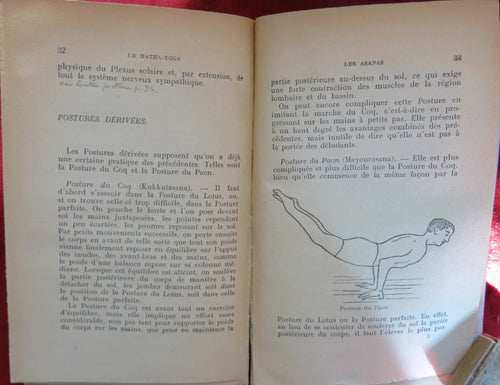 32
LE HATHA-YOGA
physique du Plexus solaire et, par extension, de
tout le système nerveux sympathique.
p. 34.
POSTURES DÉRIVÉES.
Les Postures dérivées supposent qu'on a déjà
une certaine pratique des précédentes. Telles sont
la Posture du Coq et la Posture du Paon.
Posture du Coq (Kukkutasana). — Il faut
d'abord s'asseoir dans la Posture du Lotus, ou,
si on trouve celle-ci trop difficile, dans la Posture
parfaite. On penche le buste et l'on pose devant
soi les mains juxtaposées, les pointes cependant
un peu écartées, les paumes reposant sur le sol.
Par petits mouvements successifs, on porte ensuite
le corps en avant de telle sorte que tout son poids
vienne finalement reposer en équilibre sur l'appui
des coudes, des avant-bras et des mains, comme
le poids d'une balance repose sur sa colonne mé-
diane. Lorsque cet équilibre est atteint, on soulève
la partie postérieure du corps de manière à la
détacher du sol, les jambes demeurant soit dans
la position de la Posture du Lotus, soit dans celle
de la Posture parfaite.
La Posture du Coq est avant tout un exercice
d'équilibre, mais elle implique un effort assez
considérable, non pas tant pour supporter le poids
du corps sur les mains, que pour en maintenir la
LES ASANAS
33
partie postérieure au-dessus du sol, ce qui exige
une forte contraction des muscles de la région
lombaire et du bassin.
On peut encore compliquer cette Posture en
imitant la marche du Coq, c'est-à-dire en pro-
gressant sur les mains à petits pas. Elle présente
à un haut degré les avantages combinés des pré-
cédentes, mais inutile de dire qu'elle n'est pas à
la portée des débutants.
Posture du Paon (Mayourasana). — Elle est plus
compliquée et plus difficile que la Posture du Coq,
bien qu'elle commence de la même façon par la
Posture du Paon
Posture du Lotus ou la Posture parfaite. En effet,
au lieu de se contenter de soulever du sol la partie
postérieure du corps, il faut l'élever le plus pos-